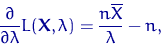 ∂/∂λ L(X,λ) = nX̅/λ − n,